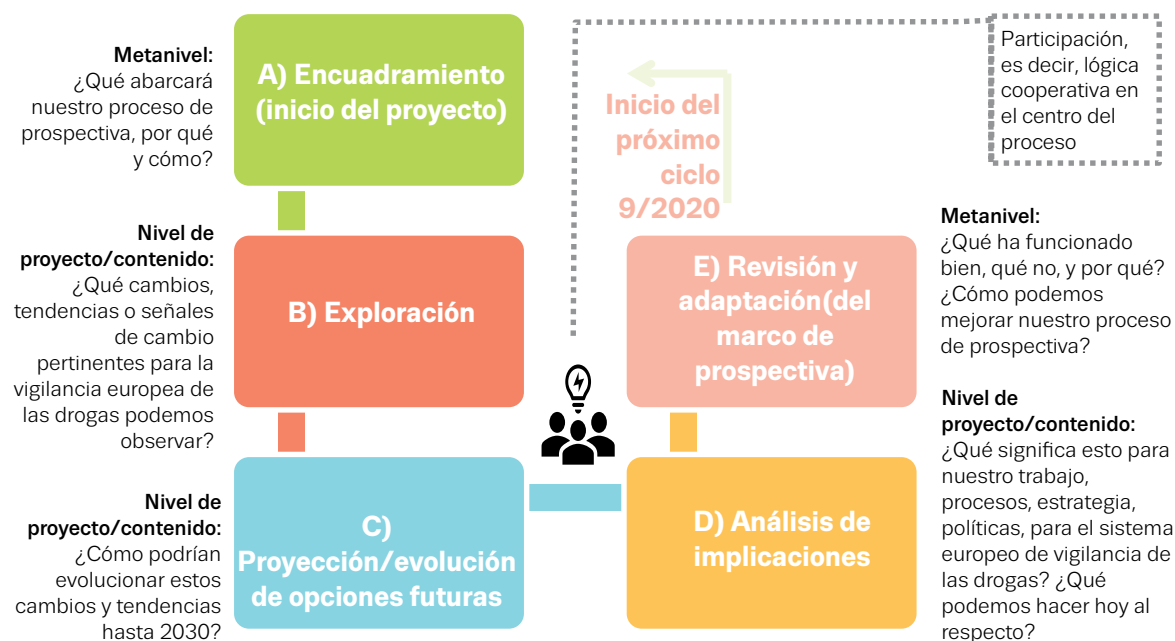 Metanivel:
¿Qué abarcará
nuestro proceso de
prospectiva, por qué
y cómo?
A) Encuadramiento
(inicio del proyecto)
Nivel de
proyecto/contenido:
¿Qué cambios,
tendencias o señales
de cambio
pertinentes para la
vigilancia europea de
las drogas podemos
observar?
B) Exploración
Nivel de
proyecto/contenido:
¿Cómo podrían
evolucionar estos
cambios y tendencias
hasta 2030?
C)
Proyección/evolución
de opciones futuras
D) Análisis de
implicaciones
Nivel de
proyecto/contenido:
¿Qué significa esto para
nuestro trabajo,
procesos, estrategia,
políticas, para el sistema
europeo de vigilancia de
las drogas? ¿Qué
podemos hacer hoy al
respecto?
E) Revisión y
adaptación(del
marco de
prospectiva)
Metanivel:
¿Qué ha funcionado
bien, qué no, y por qué?
¿Cómo podemos
mejorar nuestro proceso
de prospectiva?
Inicio del
próximo
ciclo
9/2020
Participación,
es decir, lógica
cooperativa en
el centro del
proceso